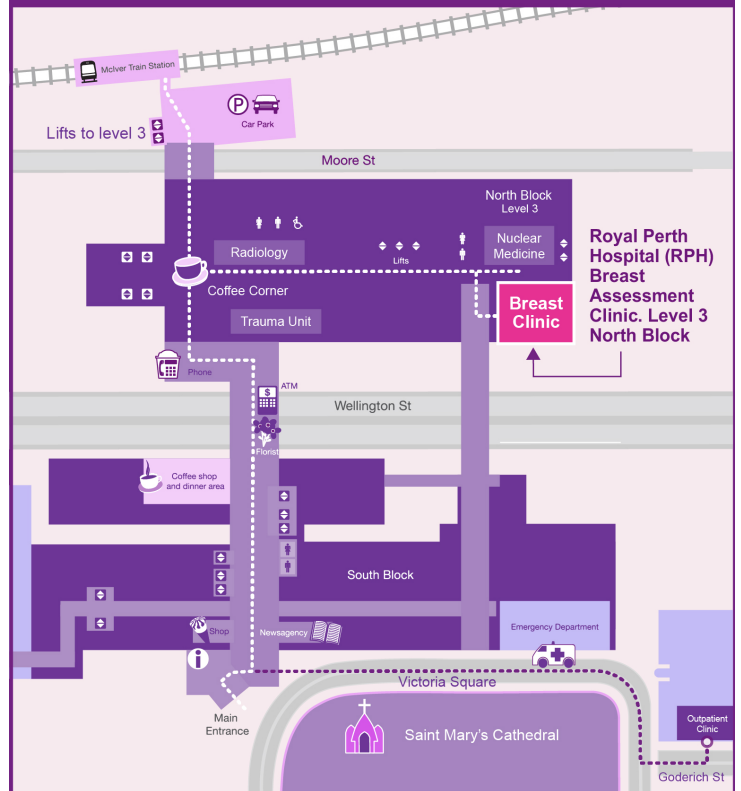 McIver Train Station
P
Car Park
Lifts to level 3
Moore St
North Block
Level 3
Radiology
Lifts
Nuclear
Medicine
Royal Perth
Hospital (RPH)
Breast
Assessment
Clinic. Level 3
North Block
Coffee Corner
Breast
Clinic
Trauma Unit
Phone
$
ATM
Wellington St
Florist
Coffee shop
and dinner area
South Block
Shop
Newsagency
Emergency Department
i
Victoria Square
Main
Entrance
Saint Mary's Cathedral
Outpatient
Clinic
Goderich St